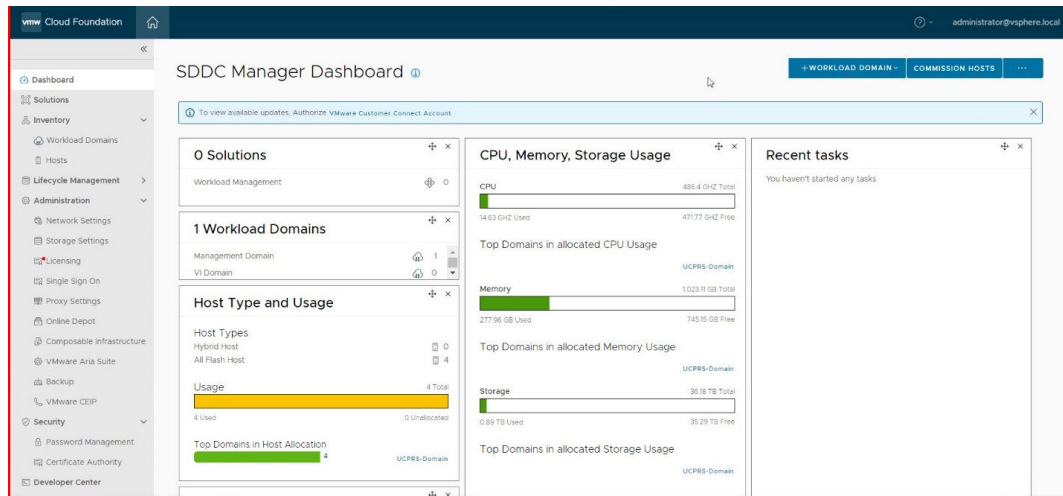 vmw Cloud Foundation
administrator@vsphere.local
Dashboard
Solutions
Inventory
Workload Domains
Hosts
Lifecycle Management
Administration
Network Settings
Storage Settings
Licensing
Single Sign On
Proxy Settings
Online Depot
Composable Infrastructure
VMware Aria Suite
Backup
VMware CEIP
Security
Password Management
Certificate Authority
Developer Center
SDDC Manager Dashboard
+WORKLOAD DOMAIN
COMMISSION HOSTS
To view available updates, Authorize VMware Customer Connect Account
0 Solutions
Workload Management 0
1 Workload Domains
Management Domain 1
VI Domain 0
Host Type and Usage
Host Types
Hybrid Host 0
All Flash Host 4
Usage 4 Total
4 Used 0 Unallocated
Top Domains in Host Allocation
4 UCPRS-Domain
CPU, Memory, Storage Usage
CPU 486.4 GHZ Total
14.63 GHZ Used 471.77 GHZ Free
Top Domains in allocated CPU Usage
UCPRS-Domain
Memory 1,023.11 GB Total
277.96 GB Used 745.15 GB Free
Top Domains in allocated Memory Usage
UCPRS-Domain
Storage 36.18 TB Total
0.89 TB Used 35.29 TB Free
Top Domains in allocated Storage Usage
UCPRS-Domain
Recent tasks
You haven't started any tasks